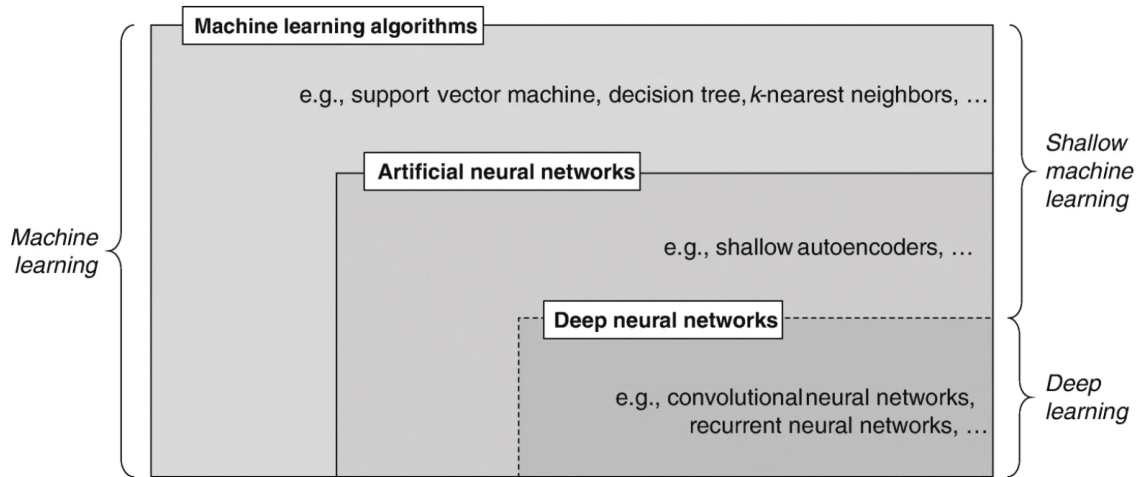 Machine learning algorithms
e.g., support vector machine, decision tree, k-nearest neighbors, …
Artificial neural networks
Shallow
machine
learning
Machine
learning
e.g., shallow autoencoders, …
Deep neural networks
e.g., convolutional neural networks,
recurrent neural networks, …
Deep
learning